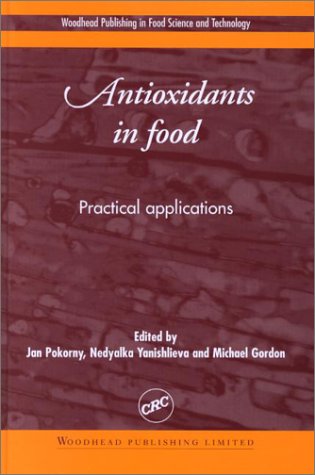 Woodhead Publishing in Food Science and Technology
Antioxidants
in food
Practical applications
Edited by
Jan Pokorny, Nedyalka Yanishlieva and Michael Gordon
CRC
WOODHEAD PUBLISHING LIMITED